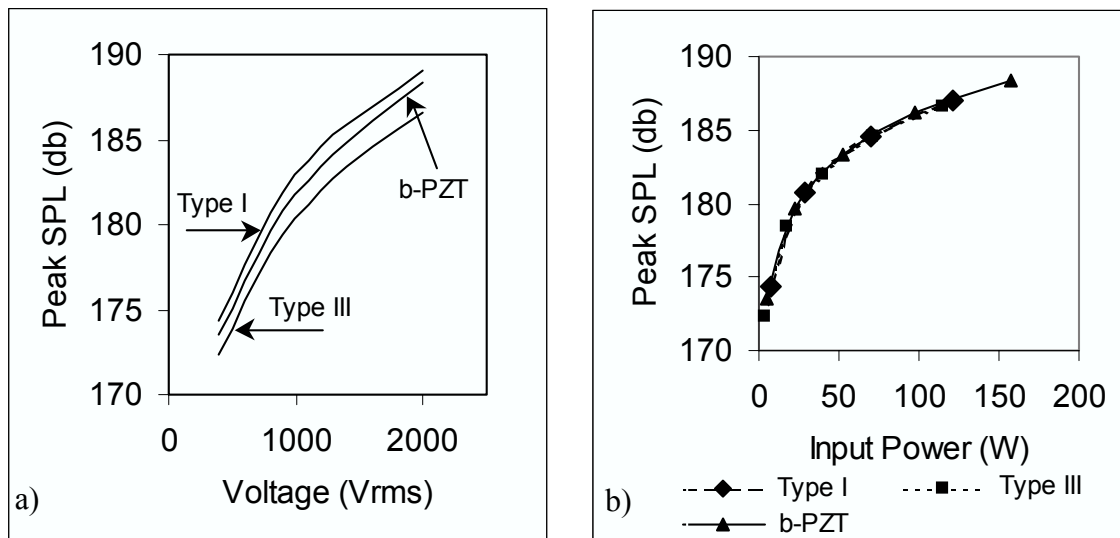 190
185
180
175
170
Peak SPL (db)
Type I
b-PZT
Type III
0 1000 2000
Voltage (Vrms)
a)
190
185
180
175
170
Peak SPL (db)
0 50 100 150 200
Input Power (W)
b)
Type I Type III
b-PZT